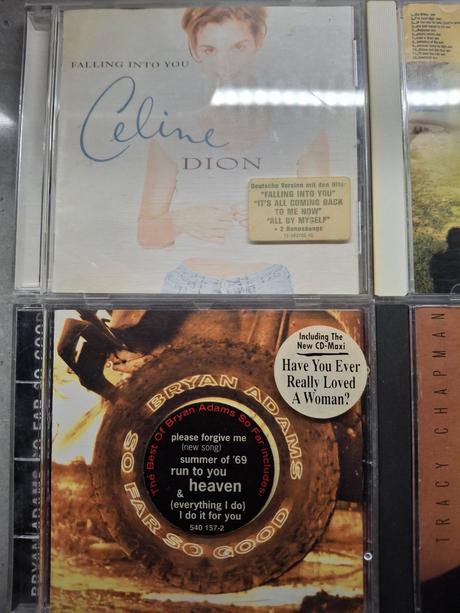 FALLING INTO YOU
Celine
DION
Deutsche Version mit den Hits:
"FALLING INTO YOU"
"IT'S ALL COMING BACK
TO ME NOW"
"ALL BY MYSELF"
+ 2 Bonussongs
Including The
New CD-Maxi
Have You Ever
Really Loved
A Woman?
BRYAN ADAMS
SO FAR SO GOOD
The Best Of Bryan Adams So Far includes:
please forgive me
(new song)
summer of '69
run to you
heaven
&
(everything I do)
I do it for you
540 157-2
BRYAN ADAMS SO FAR SO GOOD
TRACY CHAPMAN